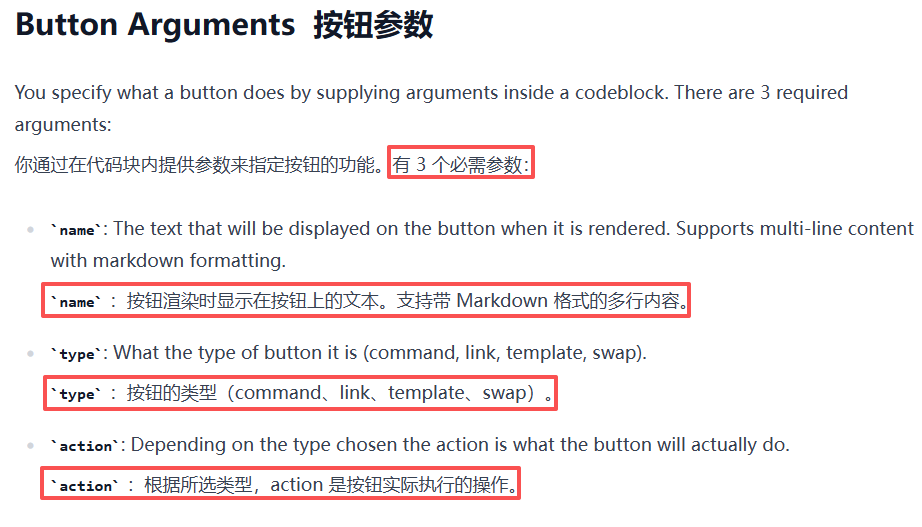 Button Arguments 按钮参数
You specify what a button does by supplying arguments inside a codeblock. There are 3 required
arguments:
你通过在代码块内提供参数来指定按钮的功能。有 3 个必需参数：
`name`: The text that will be displayed on the button when it is rendered. Supports multi-line content
with markdown formatting.
`name` ：按钮渲染时显示在按钮上的文本。支持带 Markdown 格式的多行内容。
`type`: What the type of button it is (command, link, template, swap).
`type` ：按钮的类型（command、link、template、swap）。
`action`: Depending on the type chosen the action is what the button will actually do.
`action` ：根据所选类型，action 是按钮实际执行的操作。